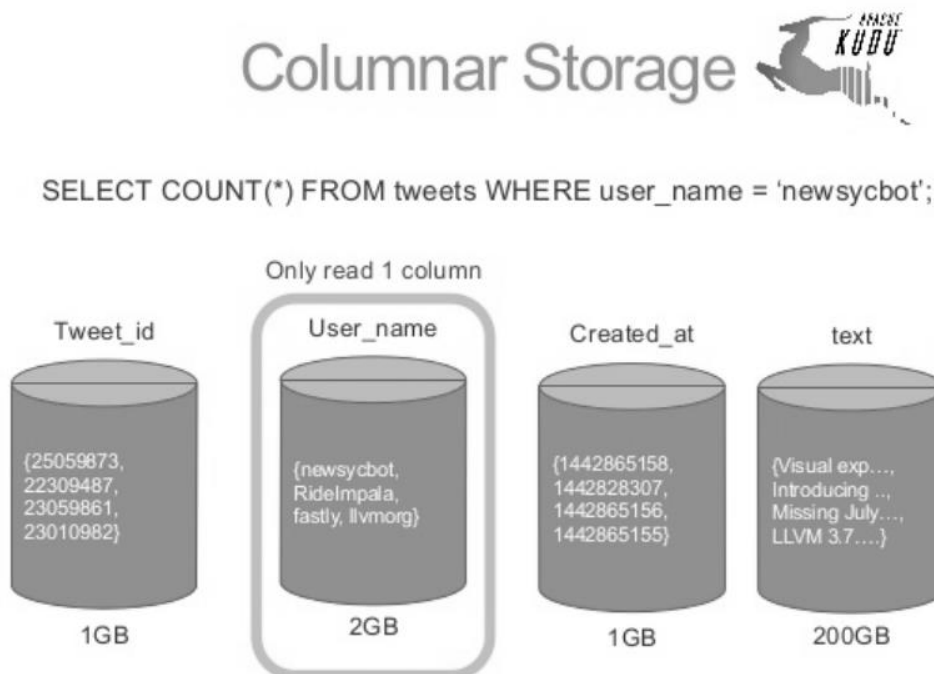 APACHE
KUDU
Columnar Storage
SELECT COUNT(*) FROM tweets WHERE user_name = ‘newsycbot’;
Only read 1 column
Tweet_id
{25059873,
22309487,
23059861,
23010982}
1GB
User_name
{newsycbot,
RideImpala,
fastly, llvmorg}
2GB
Created_at
{1442865158,
1442828307,
1442865156,
1442865155}
1GB
text
{Visual exp…,
Introducing ..,
Missing July…,
LLVM 3.7….}
200GB